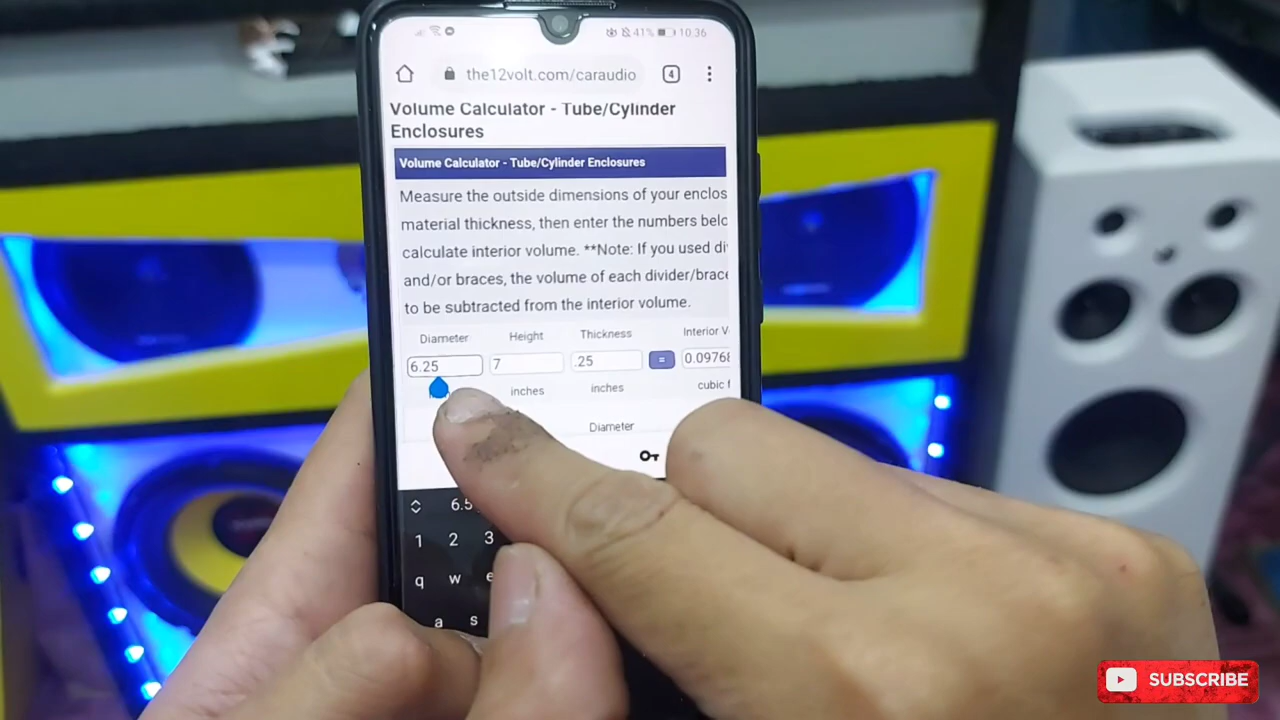 41% 10.36
the12volt.com/caraudio 4
Volume Calculator - Tube/Cylinder
Enclosures
Volume Calculator - Tube/Cylinder Enclosures
Measure the outside dimensions of your enclos
material thickness, then enter the numbers belo
calculate interior volume. **Note: If you used di
and/or braces, the volume of each divider/brace
to be subtracted from the interior volume.
Diameter Height Thickness Interior V
6.25 7 .25 = 0.0976
inches inches cubic f
Diameter
6.5
1 2 3
q w e
a s
SUBSCRIBE